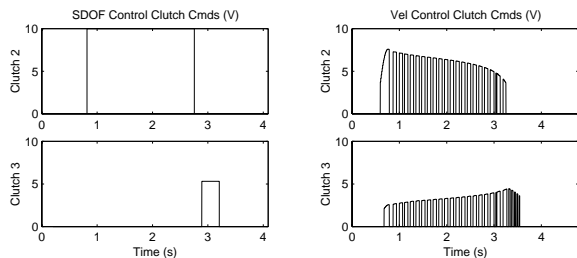 SDOF Control Clutch Cmds (V)
Vel Control Clutch Cmds (V)
Clutch 2
10
5
0
0 1 2 3 4
Clutch 2
10
5
0
1 2 3 4
Clutch 3
10
5
0
0 1 2 3 4
Time (s)
Clutch 3
10
5
0
1 2 3 4
Time (s)